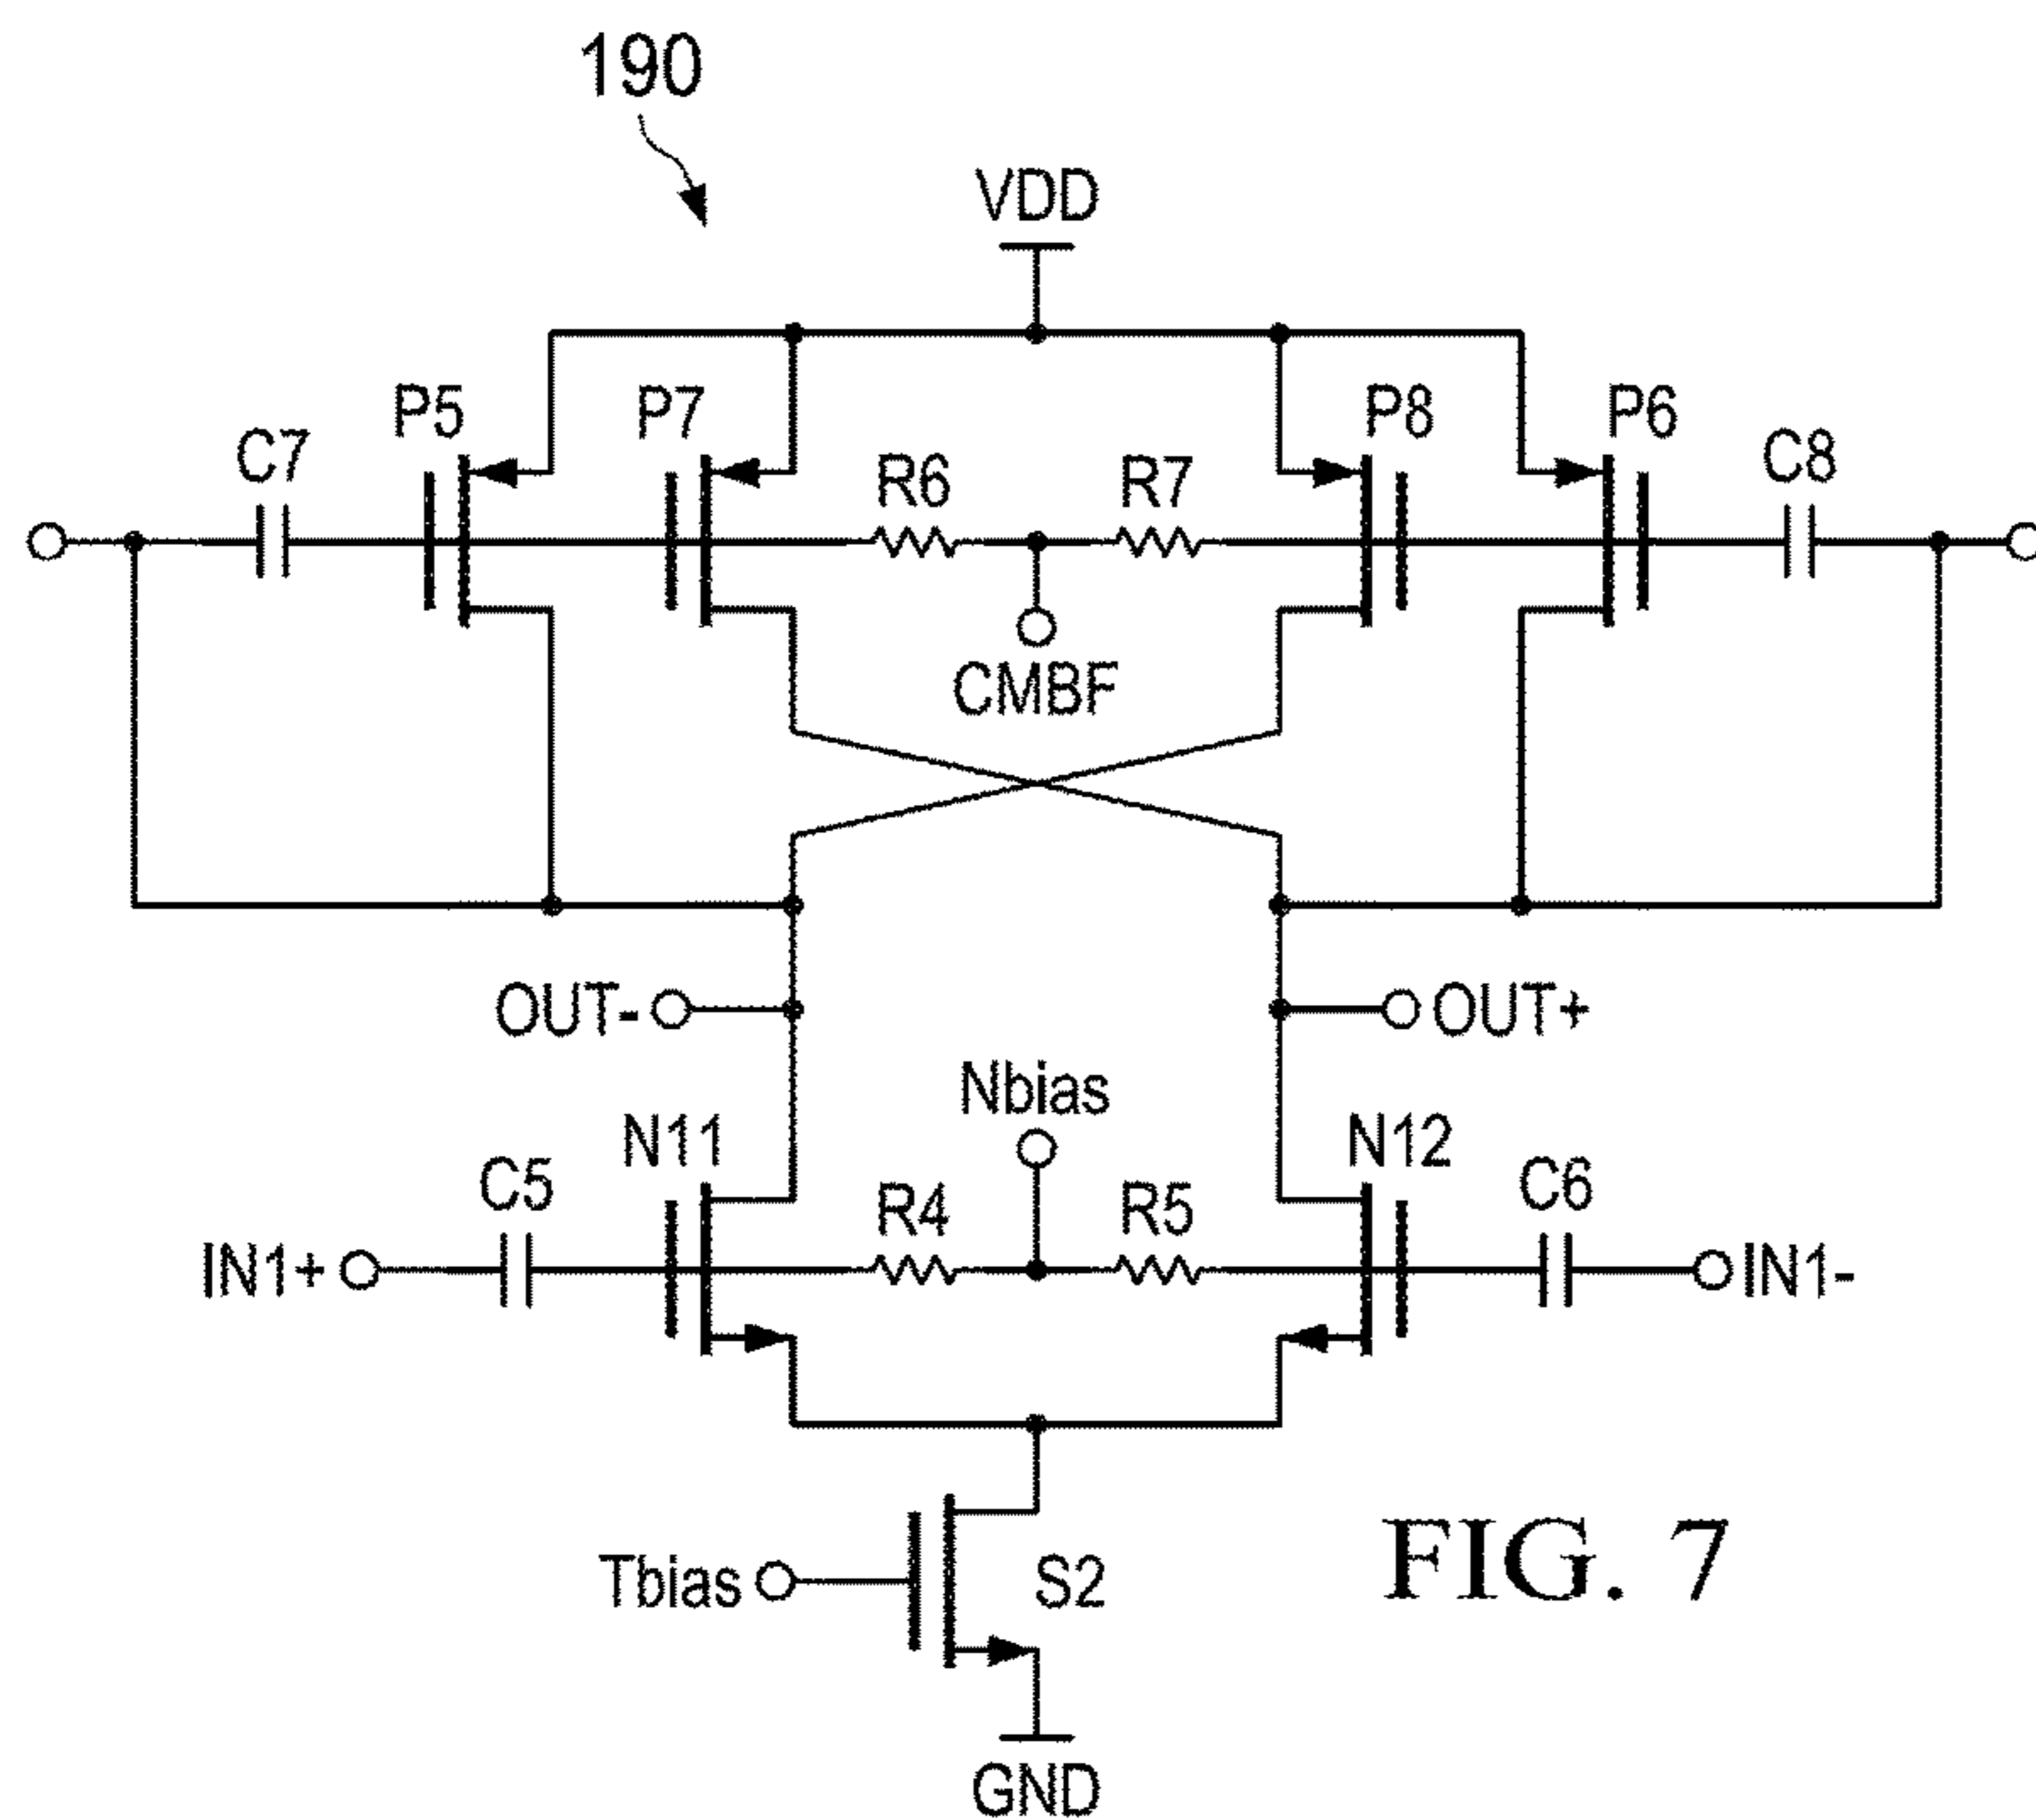 190
VDD
P5
P7
P8
P6
C7
R6
R7
C8
CMBF
OUT-
OUT+
Nbias
N11
N12
C5
R4
R5
C6
IN1+
IN1-
Tbias
S2
FIG. 7
GND